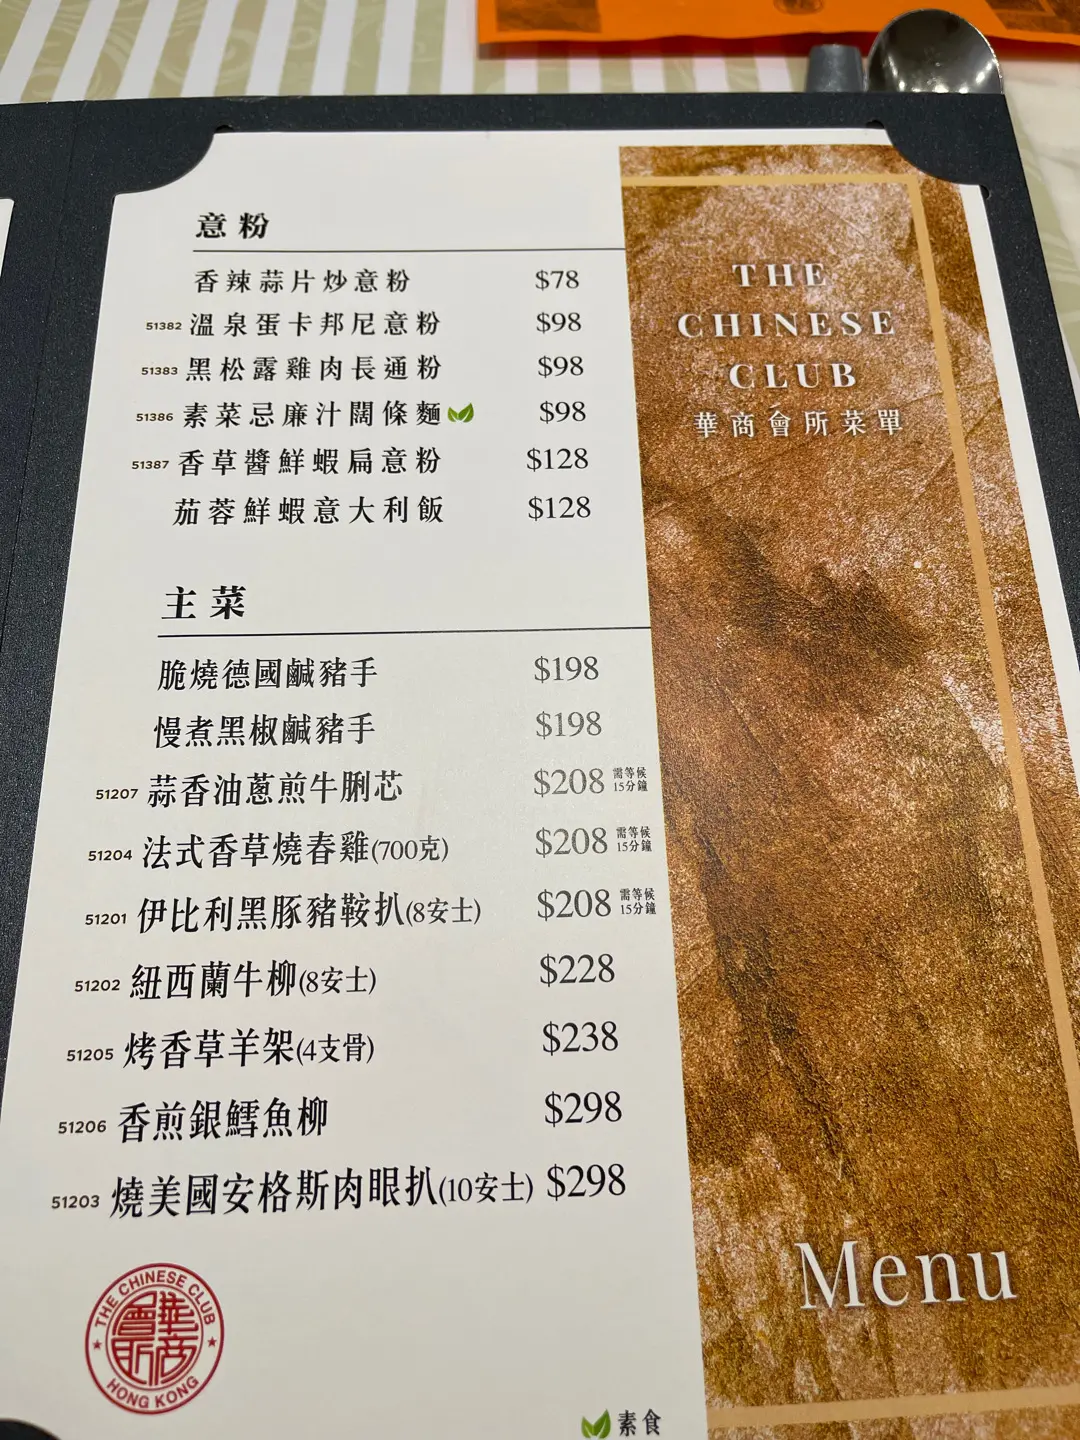 意粉
香辣蒜片炒意粉 $78
51382 溫泉蛋卡邦尼意粉 $98
51383 黑松露雞肉長通粉 $98
51386 素菜忌廉汁闊條麵 $98
51387 香草醬鮮蝦扁意粉 $128
茄蓉鮮蝦意大利飯 $128
主菜
脆燒德國鹹豬手 $198
慢煮黑椒鹹豬手 $198
51207 蒜香油蔥煎牛脷芯 $208 需等候
15分鐘
51204 法式香草燒春雞(700克) $208 需等候
15分鐘
51201 伊比利黑豚豬鞍扒(8安士) $208 需等候
15分鐘
51202 紐西蘭牛柳(8安士) $228
51205 烤香草羊架(4支骨) $238
51206 香煎銀鱈魚柳 $298
51203 燒美國安格斯肉眼扒(10安士) $298
THE CHINESE CLUB
華商會所
HONG KONG
素食
THE
CHINESE
CLUB
華商會所菜單
Menu